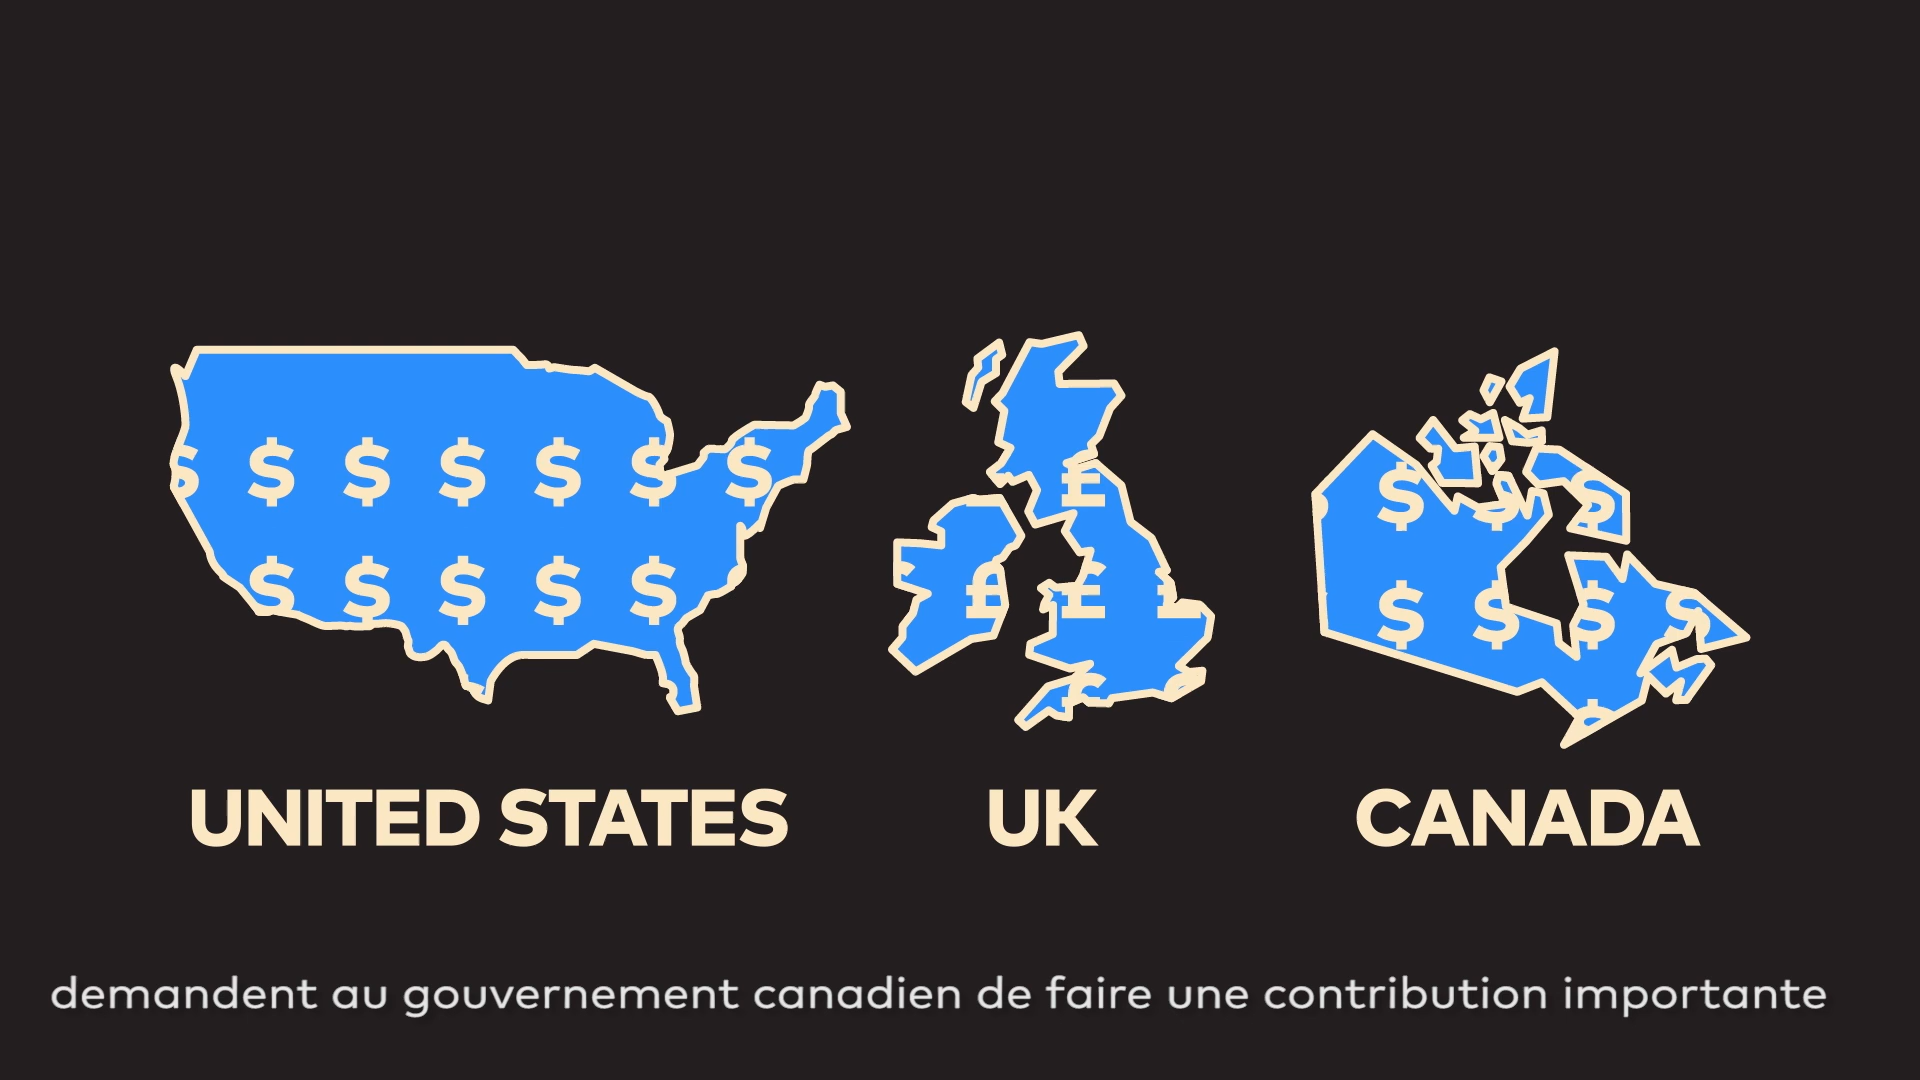 $ $ $ $ $ $ $ £ $ $
$ $ $ $ $ £ £ £ $ $ $ $
UNITED STATES UK CANADA
demandent au gouvernement canadien de faire une contribution importante